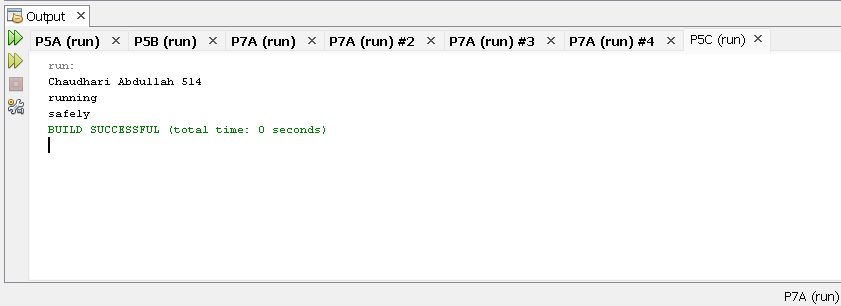 Output
P5A (run) P5B (run) P7A (run) P7A (run) #2 P7A (run) #3 P7A (run) #4 P5C (run)
run:
Chaudhari Abdullah 514
running
safely
BUILD SUCCESSFUL (total time: 0 seconds)
P7A (run)